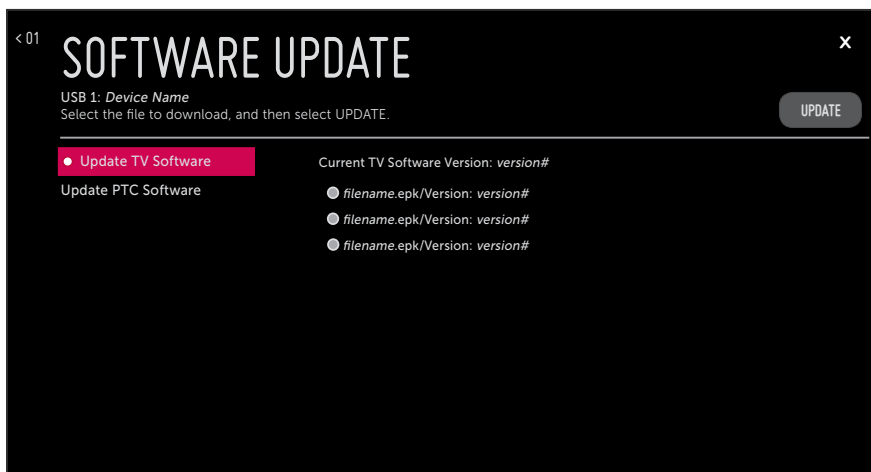 < 01
SOFTWARE UPDATE
X
USB 1: Device Name
Select the file to download, and then select UPDATE.
UPDATE
Update TV Software
Update PTC Software
Current TV Software Version: version#
filename.epk/Version: version#
filename.epk/Version: version#
filename.epk/Version: version#